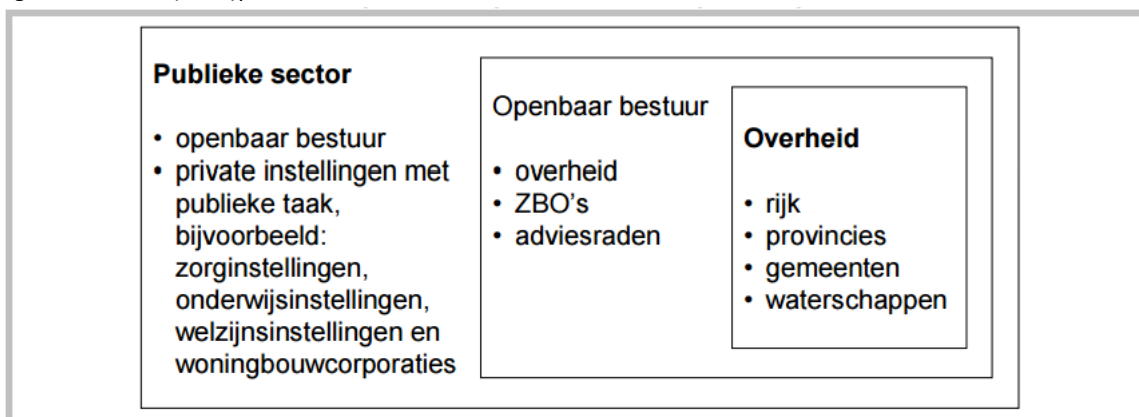 Publieke sector
• openbaar bestuur
• private instellingen met
publieke taak,
bijvoorbeeld:
zorginstellingen,
onderwijsinstellingen,
welzijnsinstellingen en
woningbouwcorporaties
Openbaar bestuur
• overheid
• ZBO's
• adviesraden
Overheid
• rijk
• provincies
• gemeenten
• waterschappen